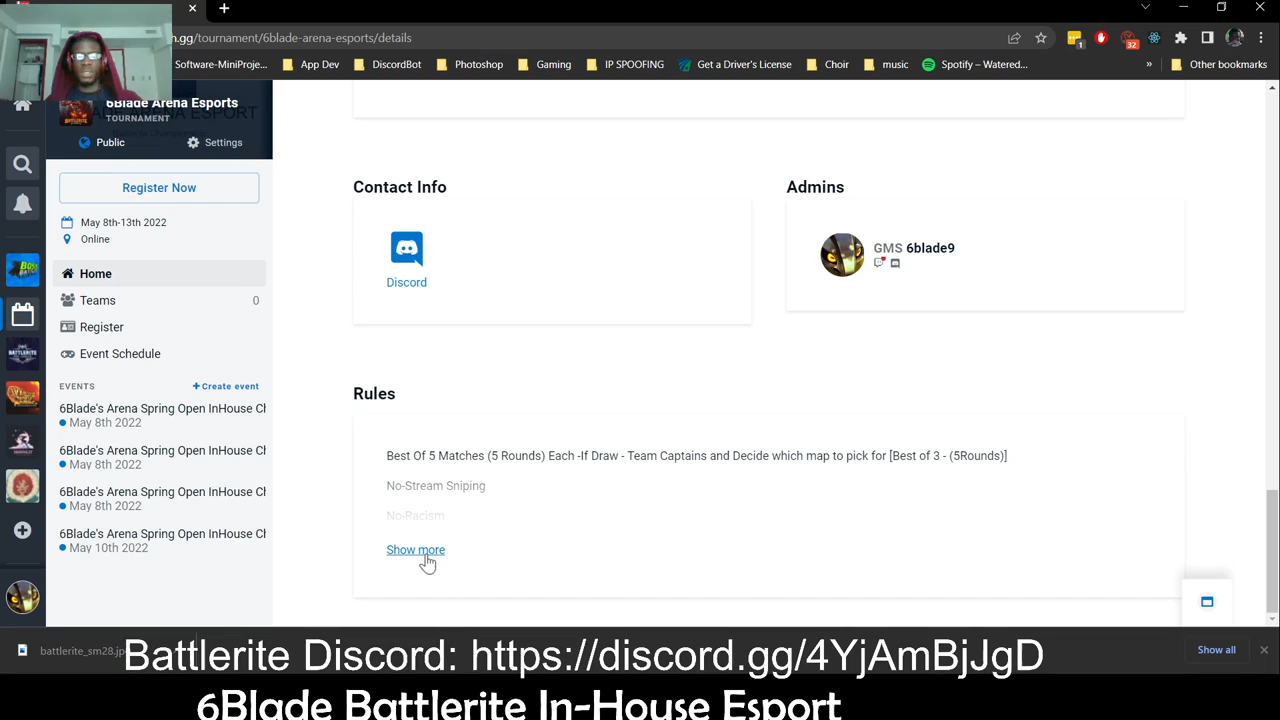 .gg/tournament/6blade-arena-esports/details
1
32
Software-MiniProje...
App Dev
DiscordBot
Photoshop
Gaming
IP SPOOFING
Get a Driver's License
Choir
music
Spotify – Watered...
»
Other bookmarks
6Blade Arena Esports
TOURNAMENT
Public
Settings
Register Now
May 8th-13th 2022
Online
Home
Teams 0
Register
Event Schedule
EVENTS
+ Create event
6Blade's Arena Spring Open InHouse Ch
May 8th 2022
6Blade's Arena Spring Open InHouse Ch
May 8th 2022
6Blade's Arena Spring Open InHouse Ch
May 8th 2022
6Blade's Arena Spring Open InHouse Ch
May 10th 2022
Contact Info
Discord
Admins
GMS 6blade9
Rules
Best Of 5 Matches (5 Rounds) Each -If Draw - Team Captains and Decide which map to pick for [Best of 3 - (5Rounds)]
No-Stream Sniping
No-Racism
Show more
battlerite_sm28.jp
Show all
Battlerite Discord: https://discord.gg/4YjAmBjJgD
6Blade Battlerite In-House Esport